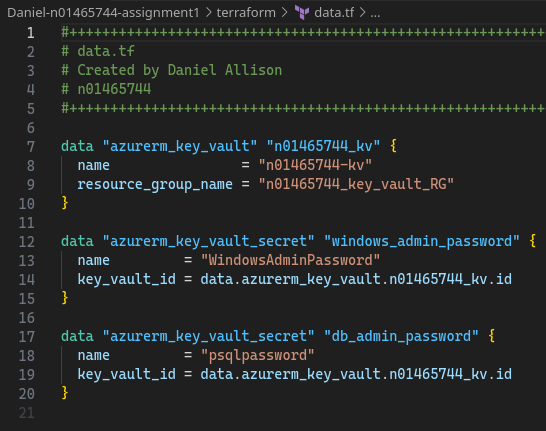 Daniel-n01465744-assignment1 > terraform > data.tf > ...
1 #++++++++++++++++++++++++++++++++++++++++++++++++++++++++++
2 # data.tf
3 # Created by Daniel Allison
4 # n01465744
5 #++++++++++++++++++++++++++++++++++++++++++++++++++++++++++
6
7 data "azurerm_key_vault" "n01465744_kv" {
8   name                = "n01465744-kv"
9   resource_group_name = "n01465744_key_vault_RG"
10 }
11
12 data "azurerm_key_vault_secret" "windows_admin_password" {
13   name         = "WindowsAdminPassword"
14   key_vault_id = data.azurerm_key_vault.n01465744_kv.id
15 }
16
17 data "azurerm_key_vault_secret" "db_admin_password" {
18   name         = "psqlpassword"
19   key_vault_id = data.azurerm_key_vault.n01465744_kv.id
20 }
21